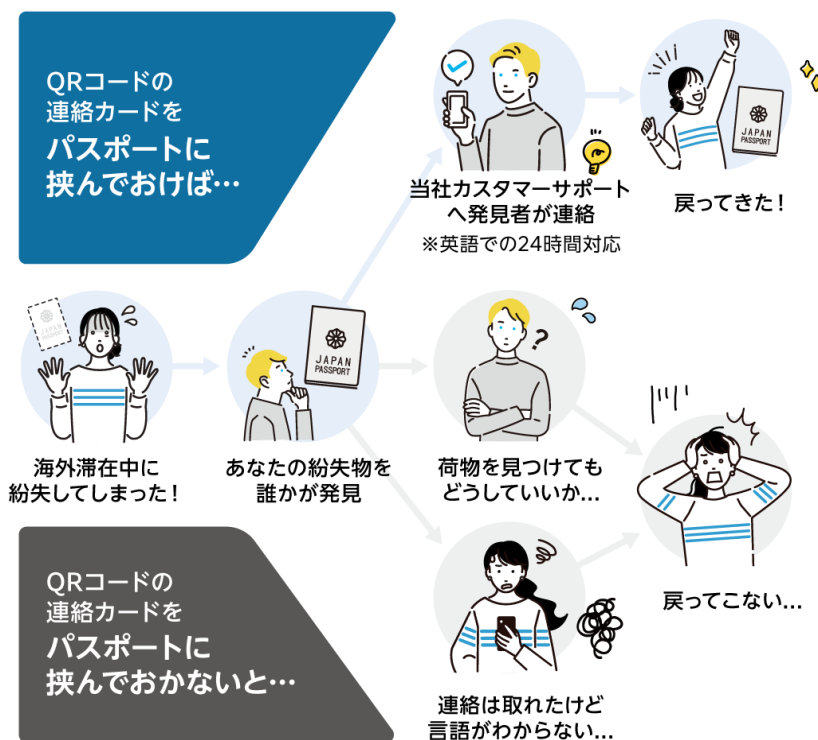 QRコードの
連絡カードを
パスポートに
挟んでおけば…
当社カスタマーサポート
へ発見者が連絡
※英語での24時間対応
JAPAN
PASSPORT
戻ってきた！
JAPAN
PASSPORT
海外滞在中に
紛失してしまった！
JAPAN
PASSPORT
あなたの紛失物を
誰かが発見
?
荷物を見つけても
どうしていいか...
戻ってこない...
QRコードの
連絡カードを
パスポートに
挟んでおかないと…
連絡は取れたけど
言語がわからない...